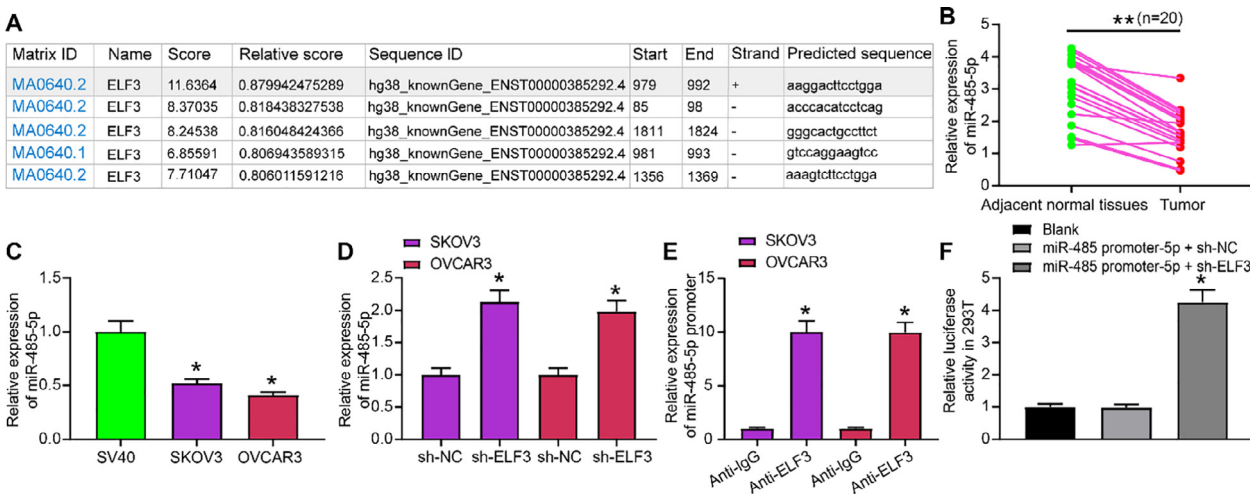 A
Matrix ID Name Score Relative score Sequence ID Start End Strand Predicted sequence
MA0640.2 ELF3 11.6364 0.879942475289 hg38_knownGene_ENST00000385292.4 979 992 + aaggacttcctgga
MA0640.2 ELF3 8.37035 0.818438327538 hg38_knownGene_ENST00000385292.4 85 98 - acccacatcctcag
MA0640.2 ELF3 8.24538 0.816048424366 hg38_knownGene_ENST00000385292.4 1811 1824 - gggcactgccttct
MA0640.1 ELF3 6.85591 0.806943589315 hg38_knownGene_ENST00000385292.4 981 993 - gtccaggaagtcc
MA0640.2 ELF3 7.71047 0.806011591216 hg38_knownGene_ENST00000385292.4 1356 1369 - aaagtcttcctgga
B
** (n=20)
Relative expression
of miR-485-5p
5
4
3
2
1
0
Adjacent normal tissues Tumor
C
Relative expression
of miR-485-5p
1.5
1.0
0.5
0.0
* *
SV40 SKOV3 OVCAR3
D
SKOV3
OVCAR3
Relative expression
of miR-485-5p
2.5
2.0
1.5
1.0
0.5
0.0
* *
sh-NC sh-ELF3 sh-NC sh-ELF3
E
SKOV3
OVCAR3
Relative expression
of miR-485-5p promoter
15
10
5
0
* *
Anti-IgG Anti-ELF3 Anti-IgG Anti-ELF3
F
Blank
miR-485 promoter-5p + sh-NC
miR-485 promoter-5p + sh-ELF3
Relative luciferase
activity in 293T
5
4
3
2
1
0
*